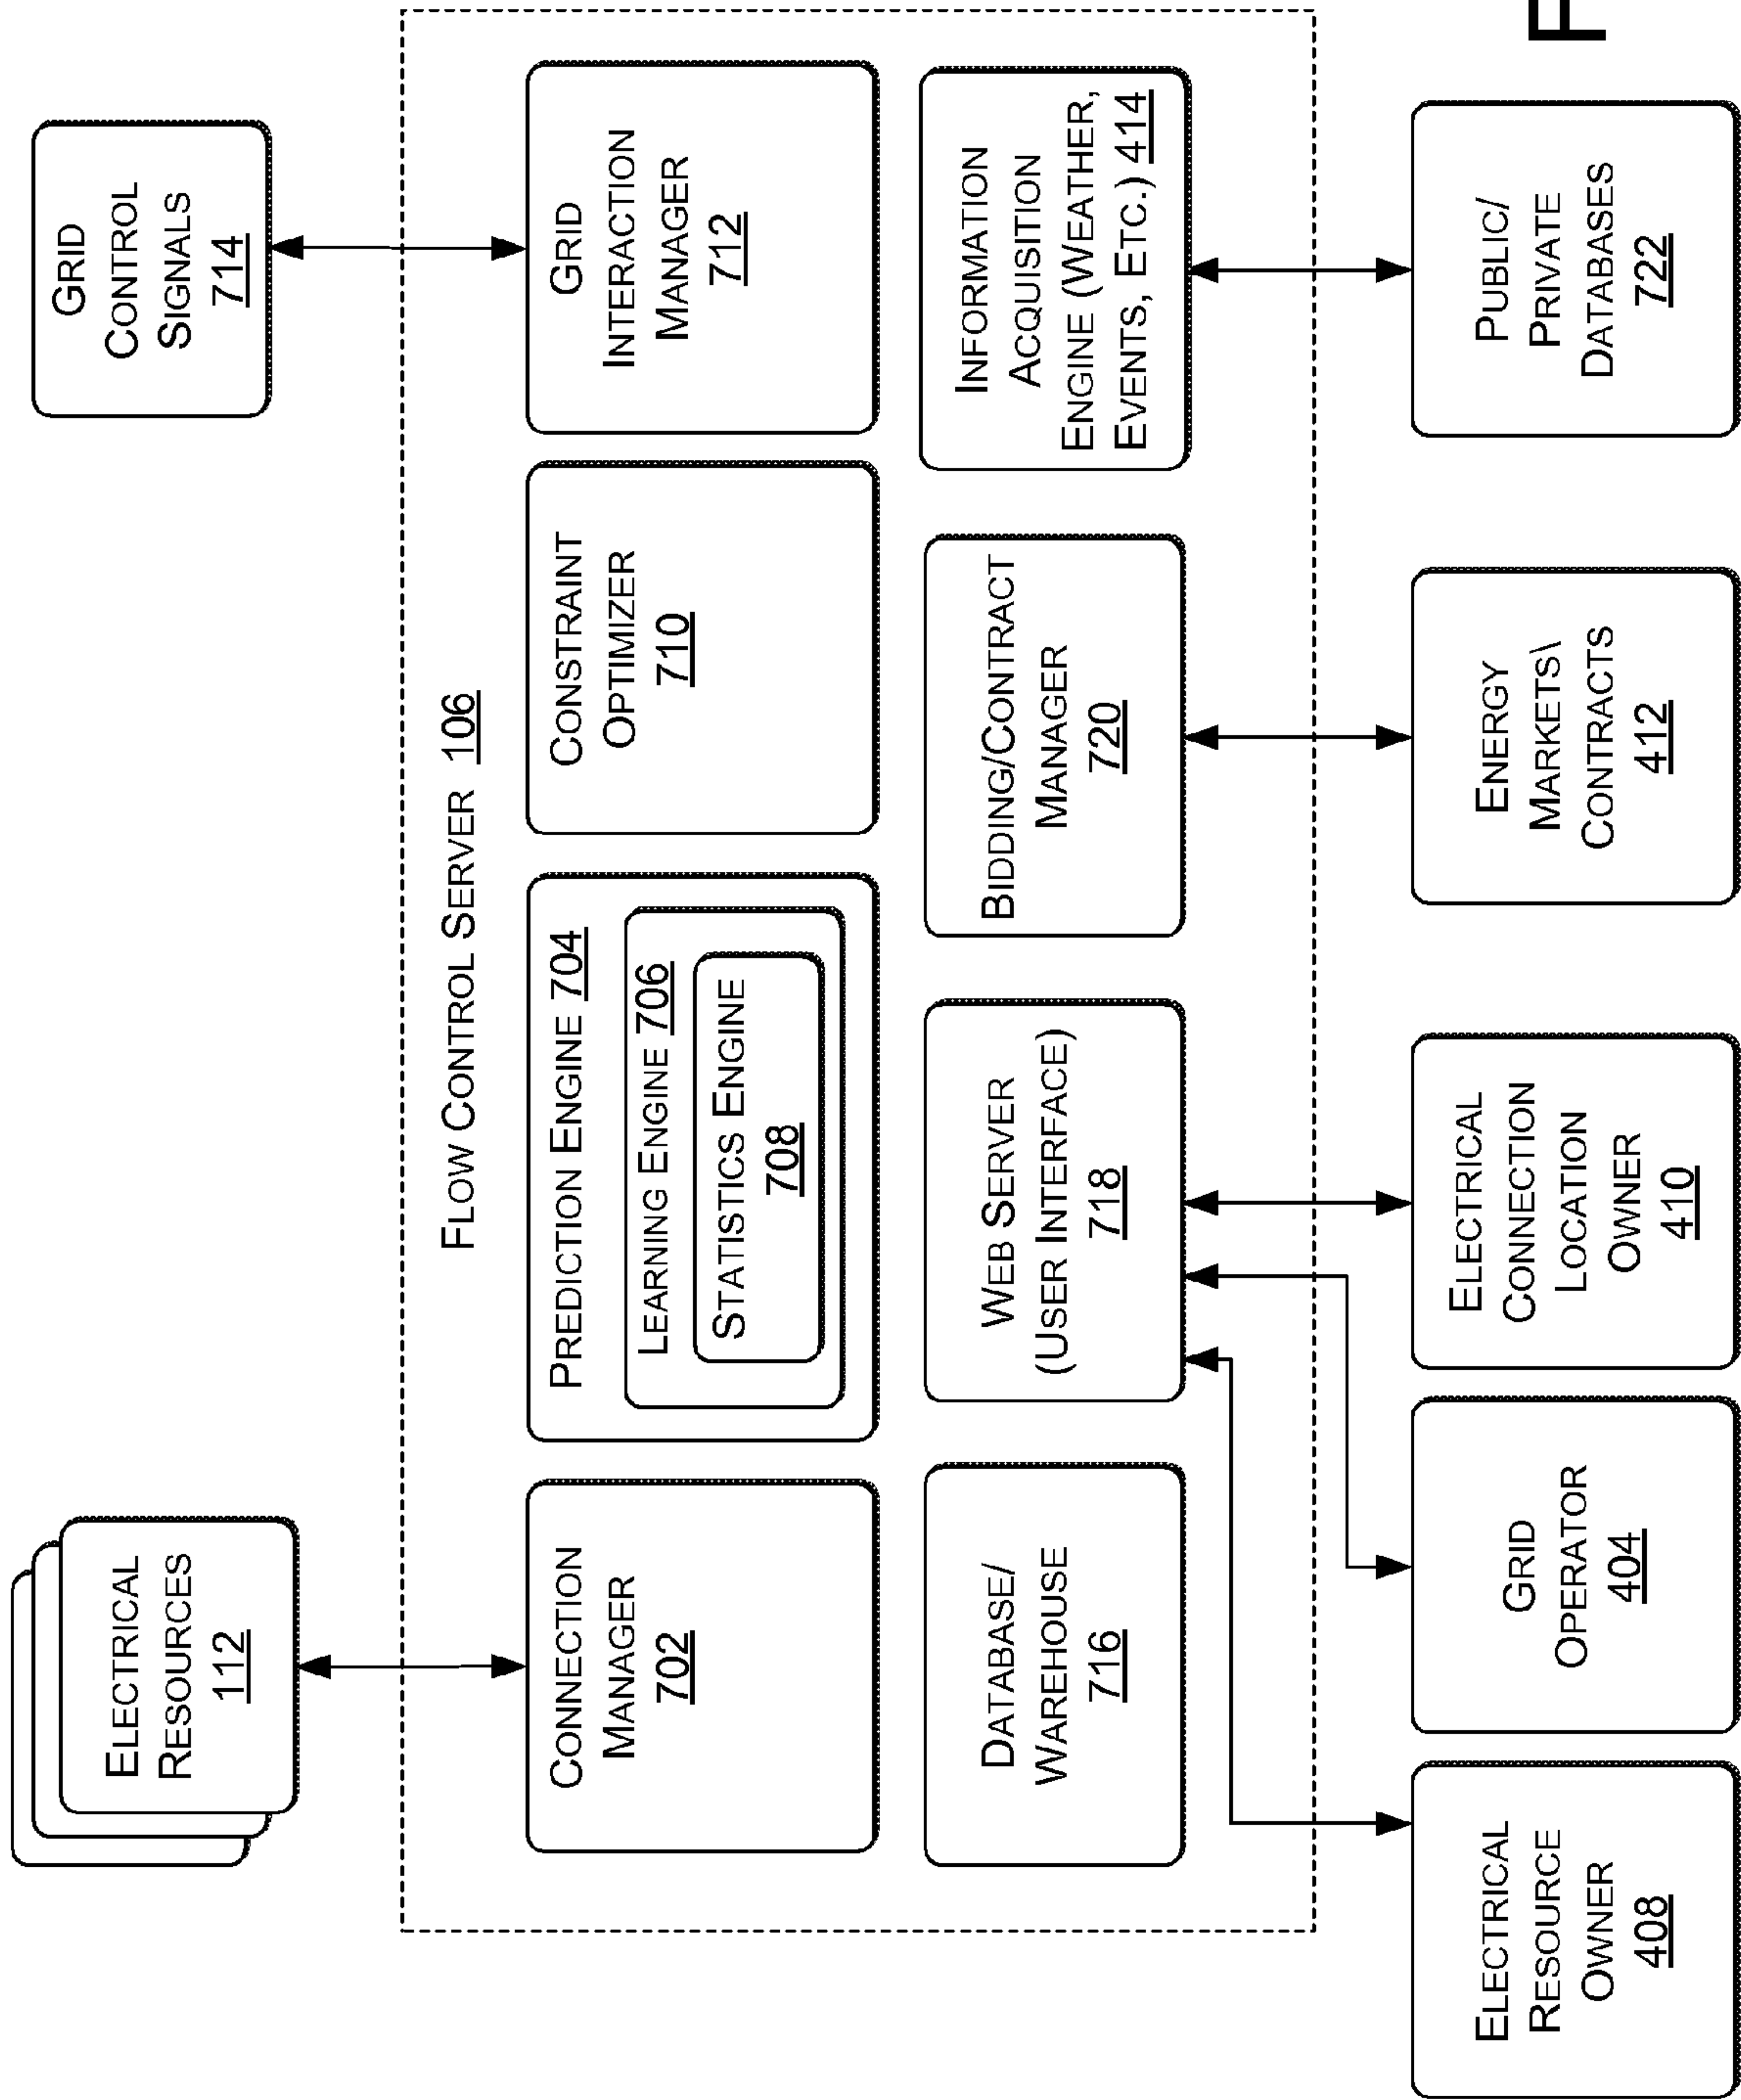 ELECTRICAL
RESOURCES
112
GRID
CONTROL
SIGNALS
714
FLOW CONTROL SERVER 106
CONNECTION
MANAGER
702
PREDICTION ENGINE 704
LEARNING ENGINE 706
STATISTICS ENGINE
708
CONSTRAINT
OPTIMIZER
710
GRID
INTERACTION
MANAGER
712
DATABASE/
WAREHOUSE
716
WEB SERVER
(USER INTERFACE)
718
BIDDING/CONTRACT
MANAGER
720
INFORMATION
ACQUISITION
ENGINE (WEATHER,
EVENTS, ETC.) 414
ELECTRICAL
RESOURCE
OWNER
408
GRID
OPERATOR
404
ELECTRICAL
CONNECTION
LOCATION
OWNER
410
ENERGY
MARKETS\
CONTRACTS
412
PUBLIC/
PRIVATE
DATABASES
722
F